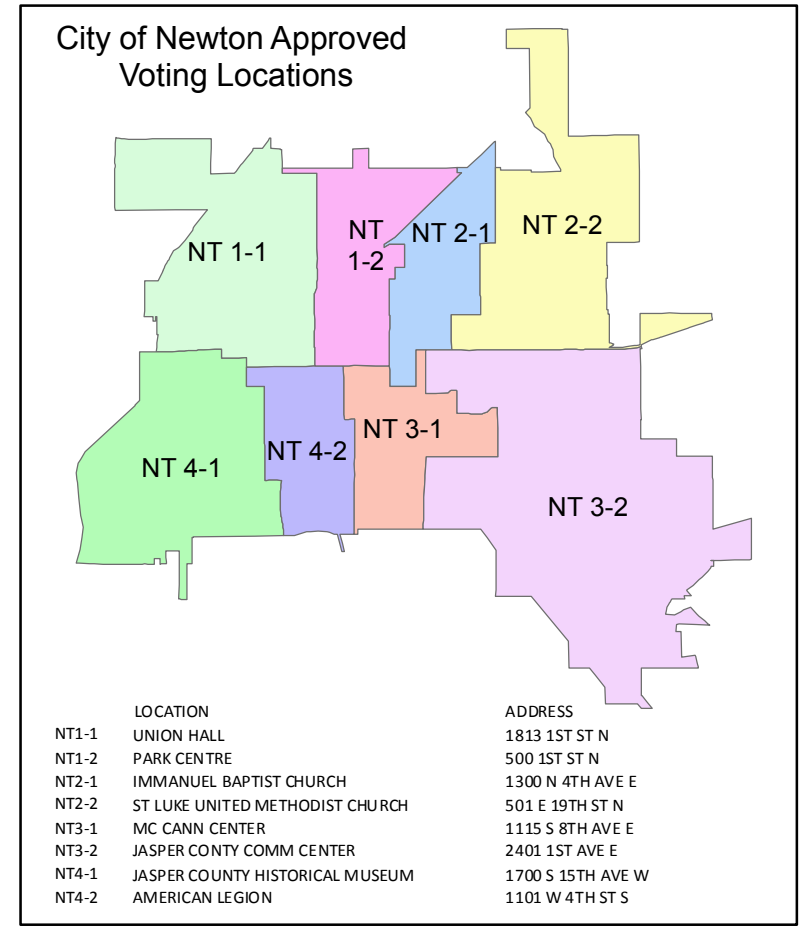 City of Newton Approved
Voting Locations
NT 1-1
NT
1-2
NT 2-1
NT 2-2
NT 3-1
NT 4-2
NT 4-1
NT 3-2
LOCATION ADDRESS
NT1-1 UNION HALL 1813 1ST ST N
NT1-2 PARK CENTRE 500 1ST ST N
NT2-1 IMMANUEL BAPTIST CHURCH 1300 N 4TH AVE E
NT2-2 ST LUKE UNITED METHODIST CHURCH 501 E 19TH ST N
NT3-1 MC CANN CENTER 1115 S 8TH AVE E
NT3-2 JASPER CONTY COMM CENTER 2401 1ST AVE E
NT4-1 JASPER COUNTY HISTORICAL MUSEUM 1700 S 15TH AVE W
NT4-2 AMERICAN LEGION 1101 W 4TH ST S